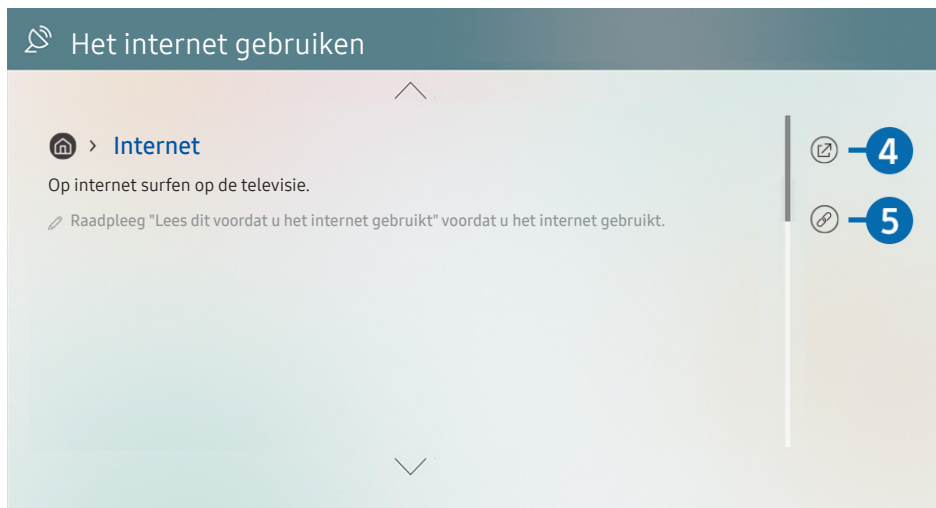 Het internet gebruiken
> Internet
4
Op internet surfen op de televisie.
Raadpleeg "Lees dit voordat u het internet gebruikt" voordat u het internet gebruikt.
5